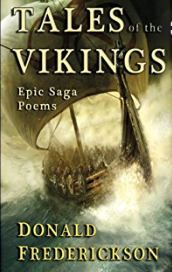 TALES of the
VIKINGS
Epic Saga
Poems
DONALD
FREDERICKSON